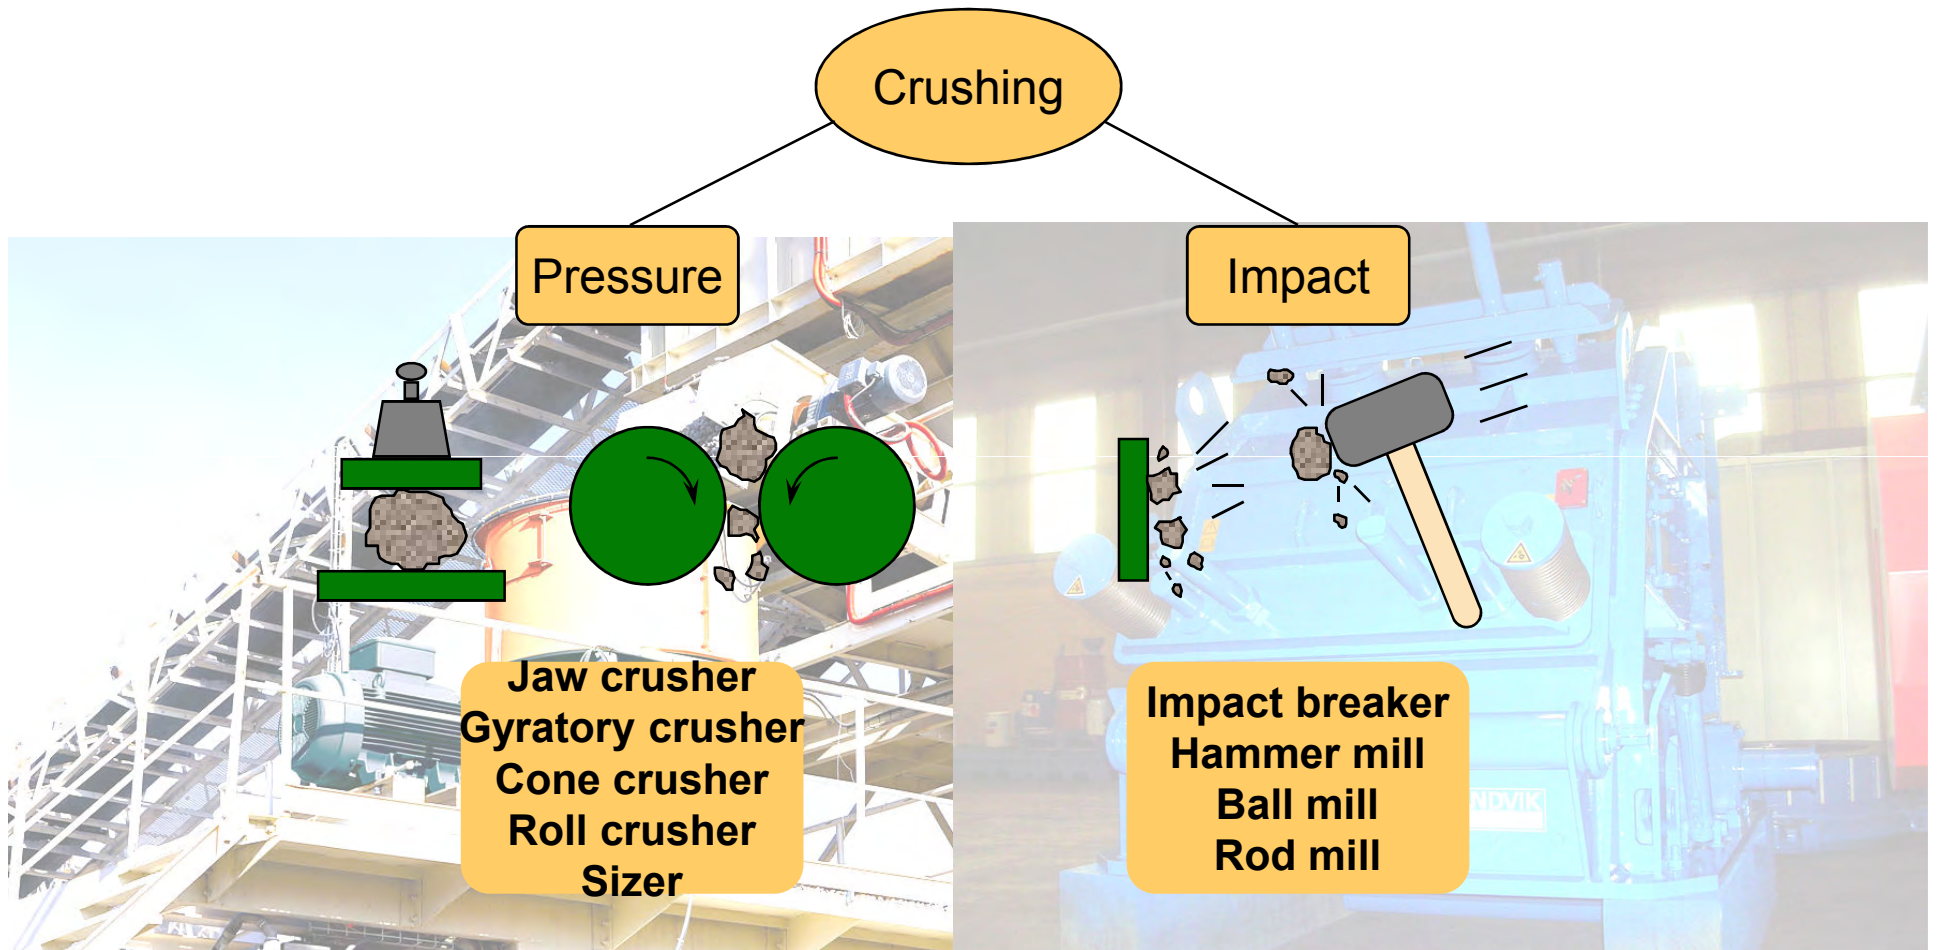 Crushing
Pressure
Impact
Jaw crusher
Gyratory crusher
Cone crusher
Roll crusher
Sizer
Impact breaker
Hammer mill
Ball mill
Rod mill
NDVIK